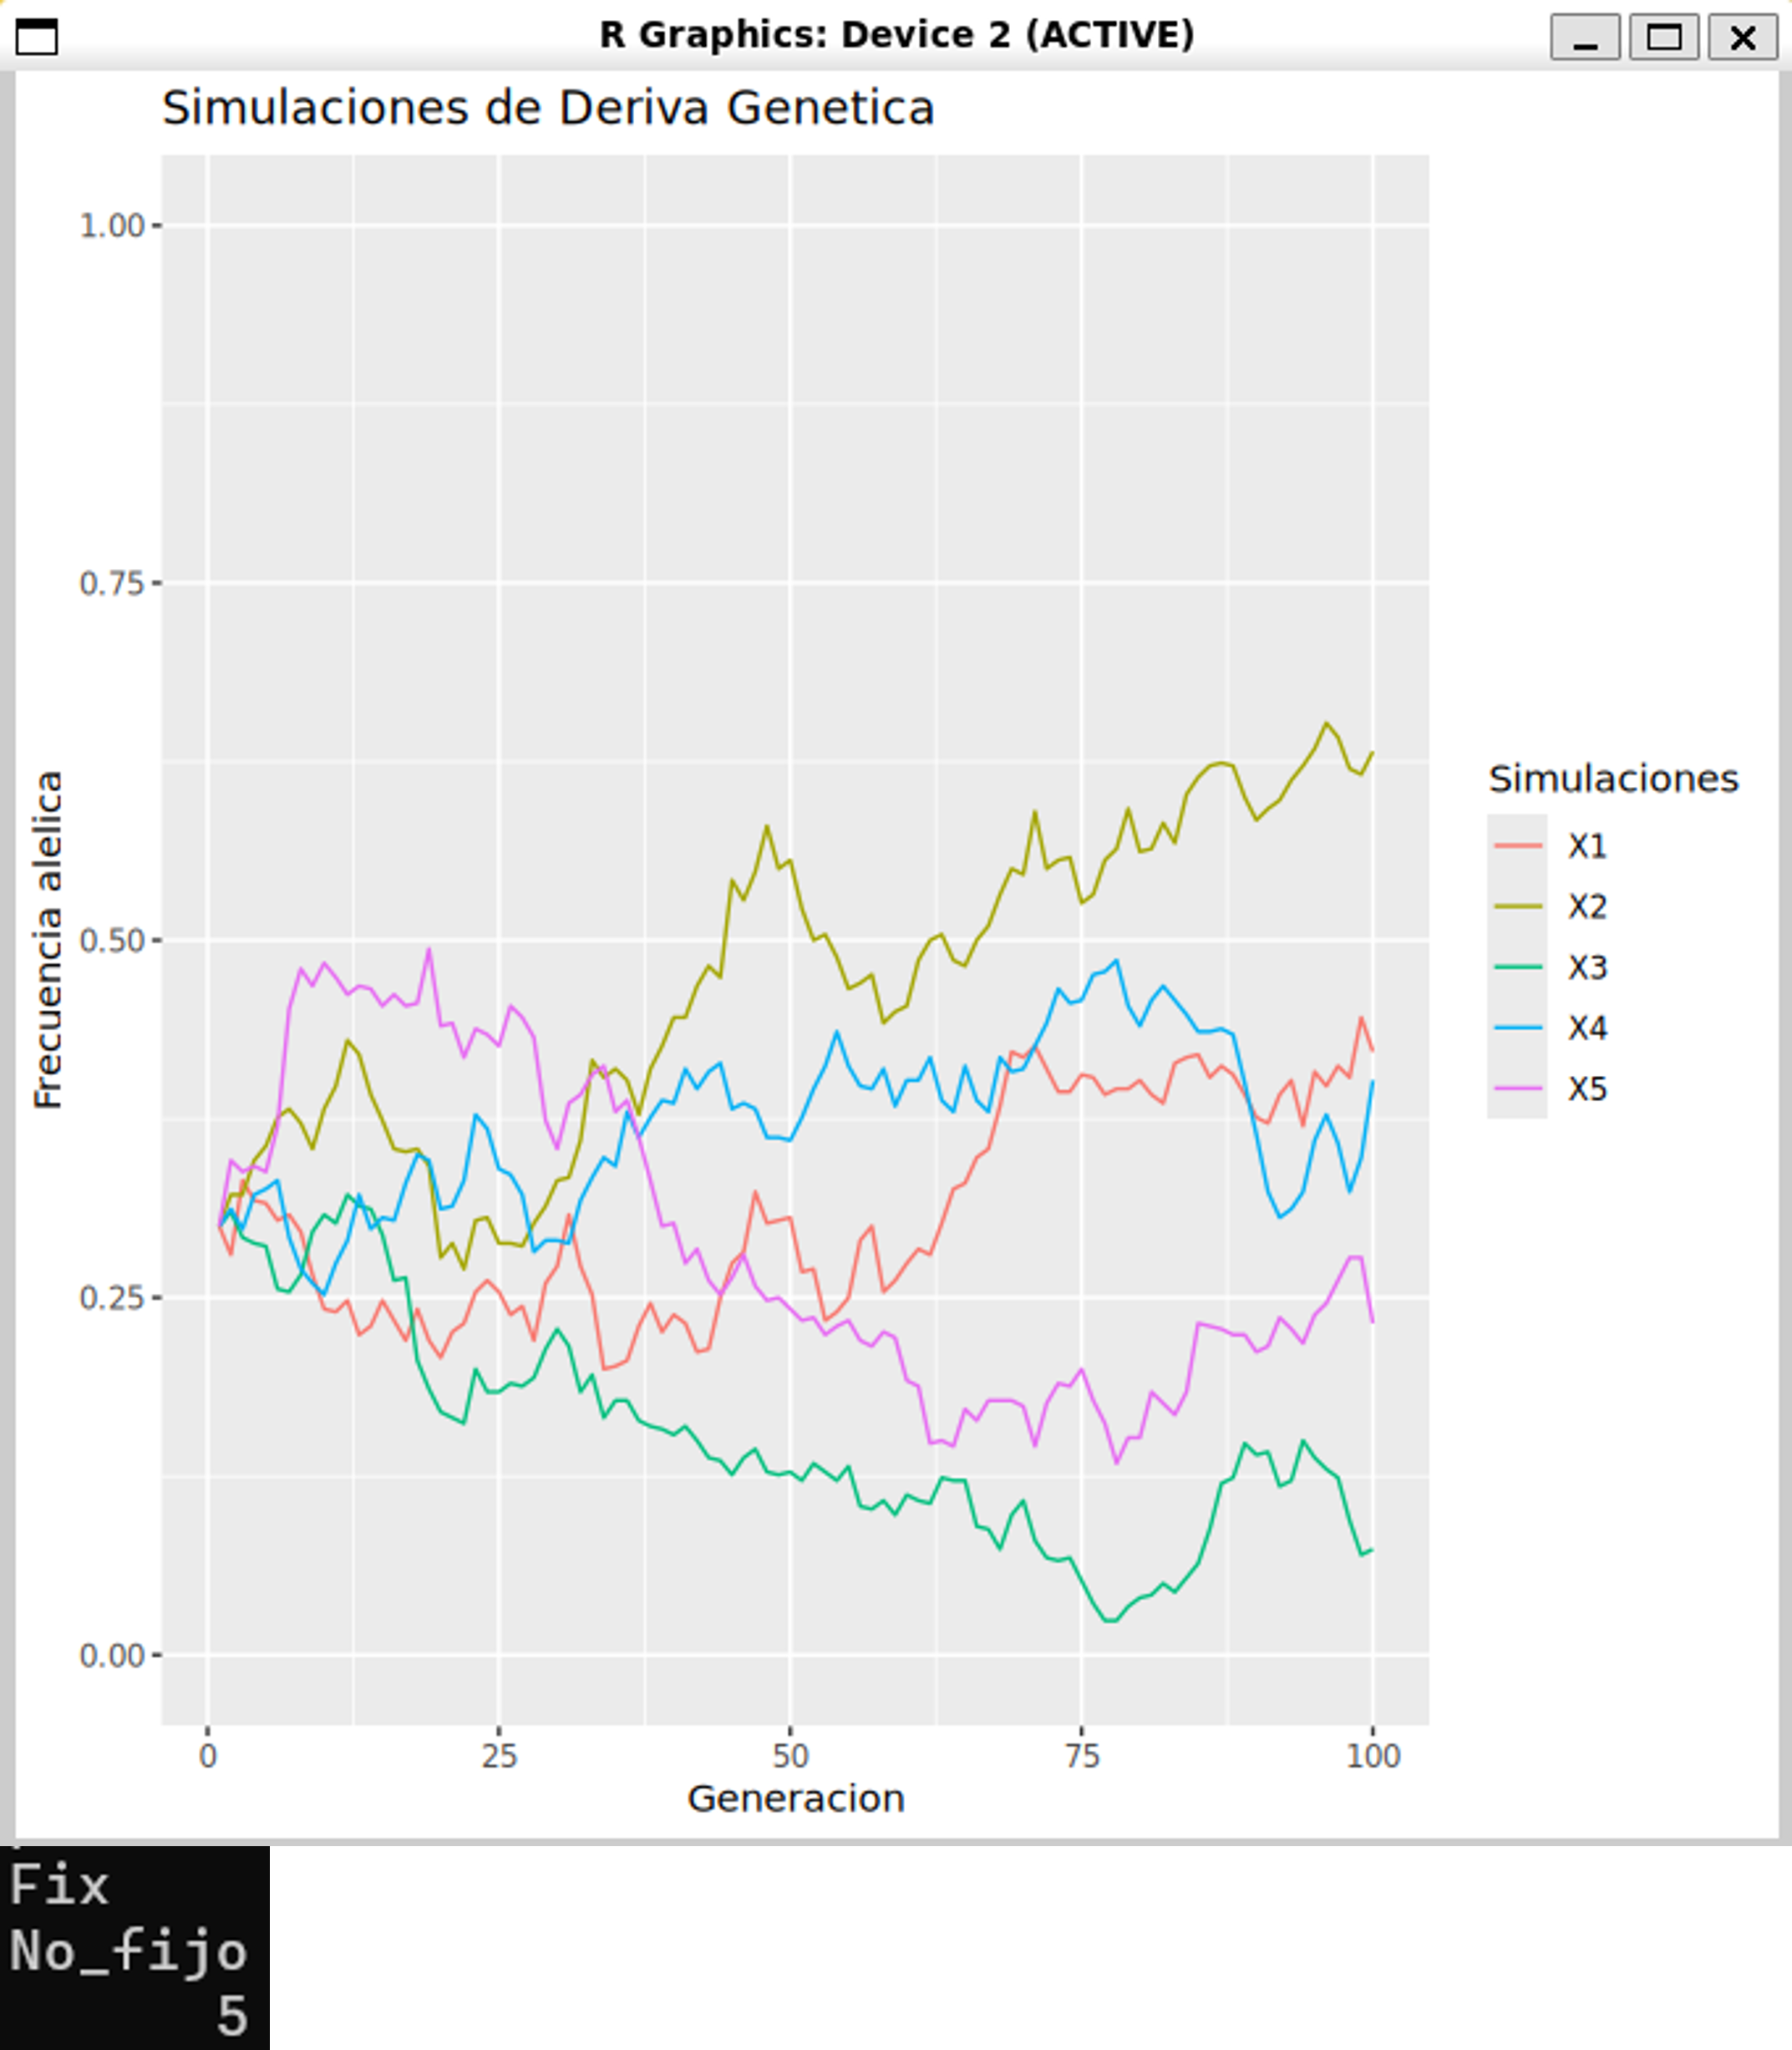 R Graphics: Device 2 (ACTIVE)
Simulaciones de Deriva Genetica
1.00
0.75
0.50
0.25
0.00
Frecuencia alelica
0 25 50 75 100
Generacion
Simulaciones
X1
X2
X3
X4
X5
Fix
No_fijo
5